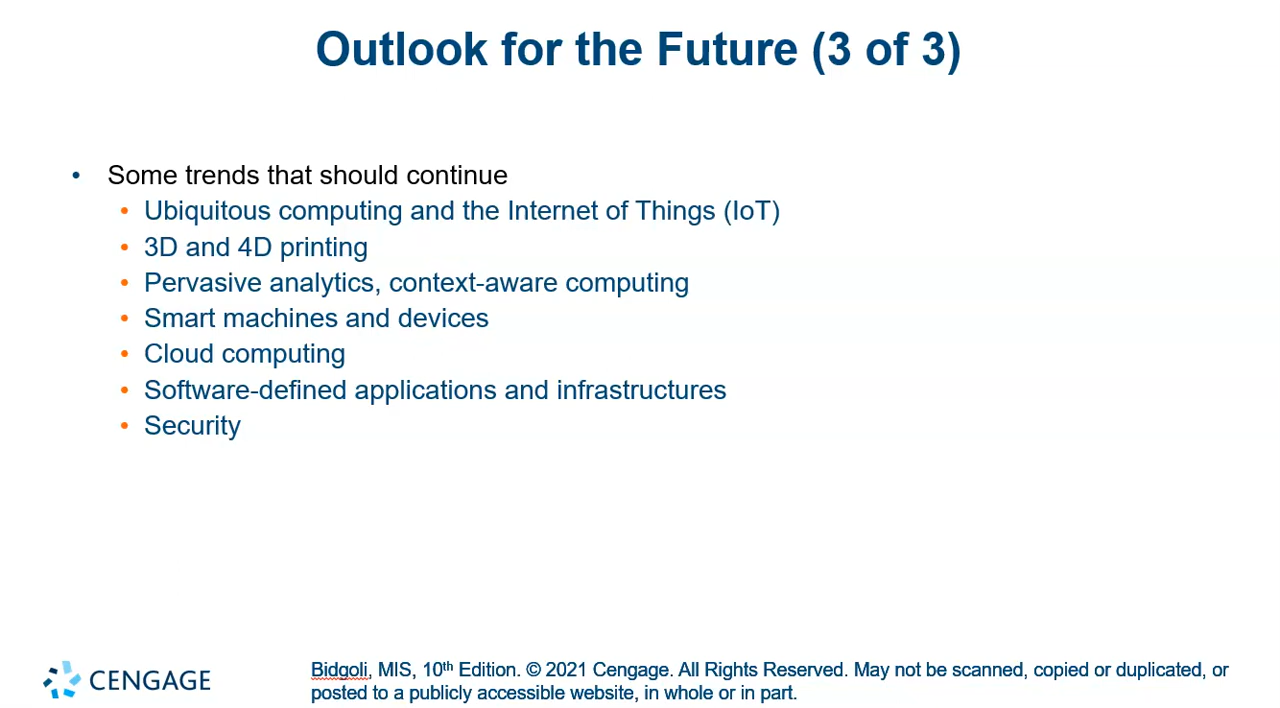 Outlook for the Future (3 of 3)
• Some trends that should continue
• Ubiquitous computing and the Internet of Things (IoT)
• 3D and 4D printing
• Pervasive analytics, context-aware computing
• Smart machines and devices
• Cloud computing
• Software-defined applications and infrastructures
• Security
CENGAGE
Bidgoli, MIS, 10th Edition. © 2021 Cengage. All Rights Reserved. May not be scanned, copied or duplicated, or
posted to a publicly accessible website, in whole or in part.